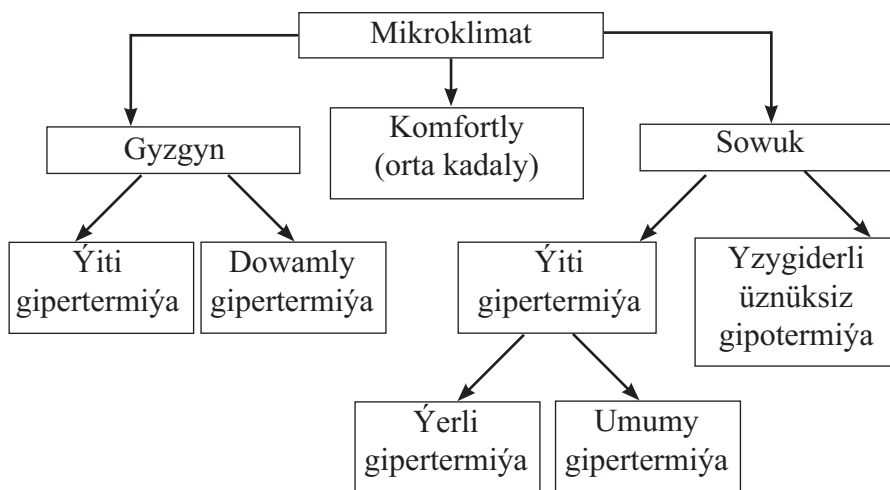 Mikroklimat
Gyzgyn
Komfortly
(orta kadaly)
Sowuk
Ýiti
gipertermiýa
Dowamly
gipertermiýa
Ýiti
gipertermiýa
Yzygiderli
üznüksiz
gipotermiýa
Ýerli
gipertermiýa
Umumy
gipertermiýa